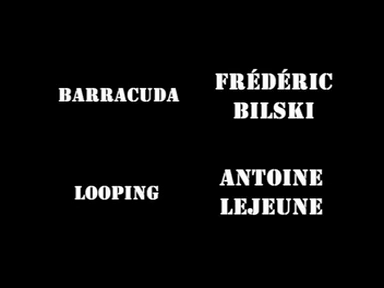 BARRACUDA
FRÉDÉRIC
BILSKI
LOOPING
ANTOINE
LEJEUNE